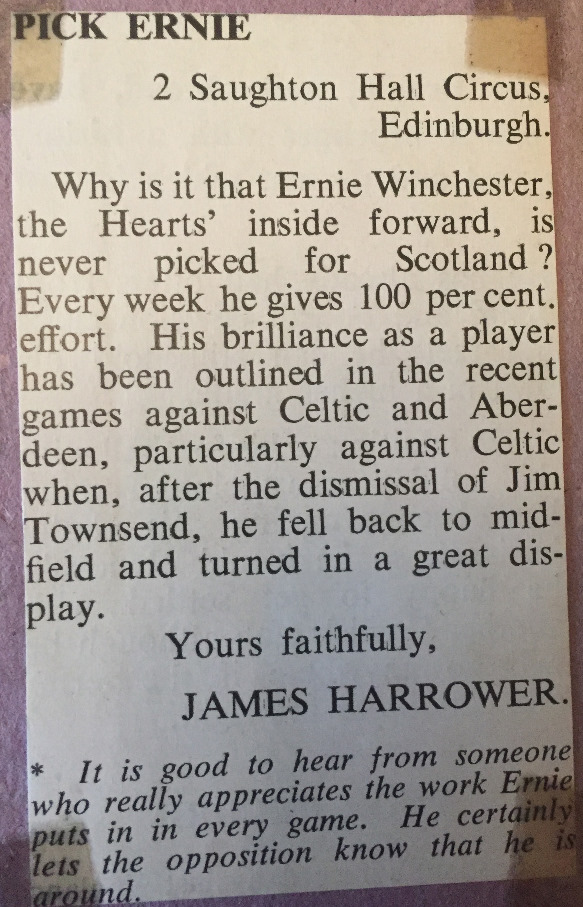 PICK ERNIE
2 Saughton Hall Circus,
Edinburgh.
Why is it that Ernie Winchester,
the Hearts' inside forward, is
never picked for Scotland ?
Every week he gives 100 per cent.
effort. His brilliance as a player
has been outlined in the recent
games against Celtic and Aber-
deen, particularly against Celtic
when, after the dismissal of Jim
Townsend, he fell back to mid-
field and turned in a great dis-
play.
Yours faithfully,
JAMES HARROWER.
* It is good to hear from someone
who really appreciates the work Ernie
puts in in every game. He certainly
lets the opposition know that he is
around.